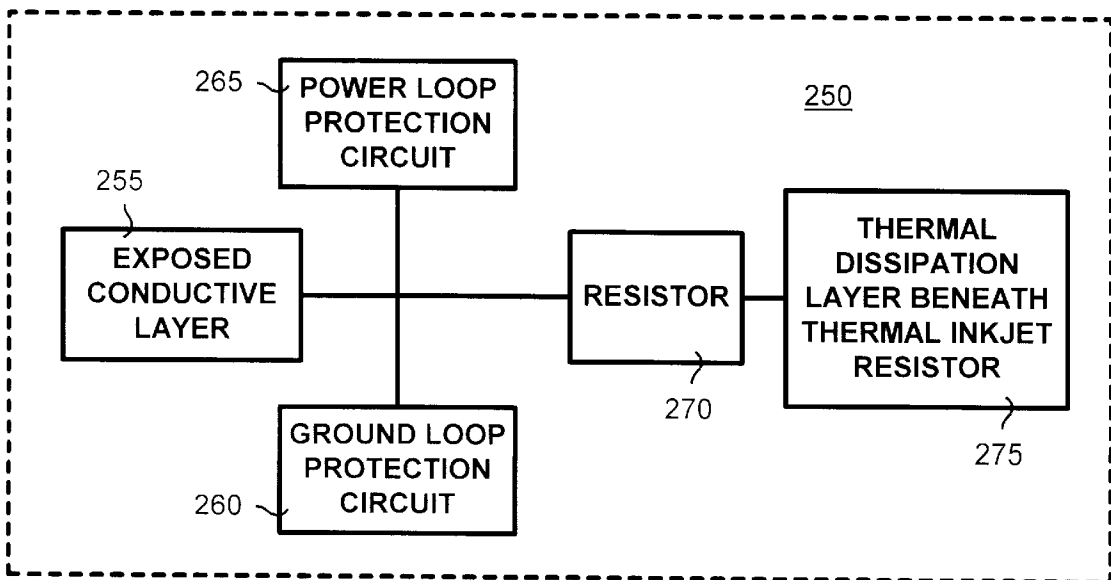 265
POWER LOOP
PROTECTION
CIRCUIT
250
255
EXPOSED
CONDUCTIVE
LAYER
RESISTOR
270
THERMAL
DISSIPATION
LAYER BENEATH
THERMAL INKJET
RESISTOR
275
GROUND LOOP
PROTECTION
CIRCUIT
260